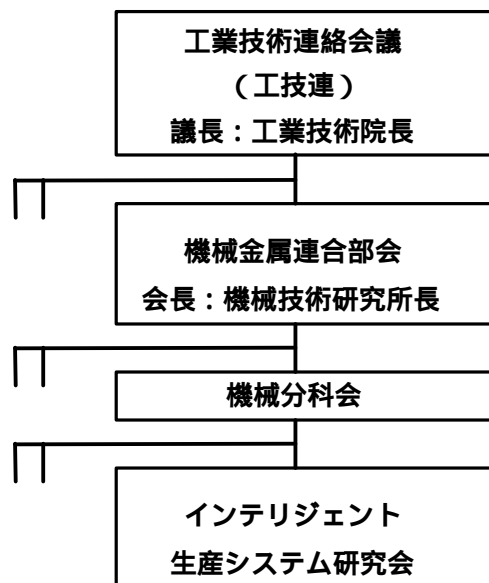 工業技術連絡会議
（工技連）
議長：工業技術院長
機械金属連合部会
会長：機械技術研究所長
機械分科会
インテリジェント
生産システム研究会